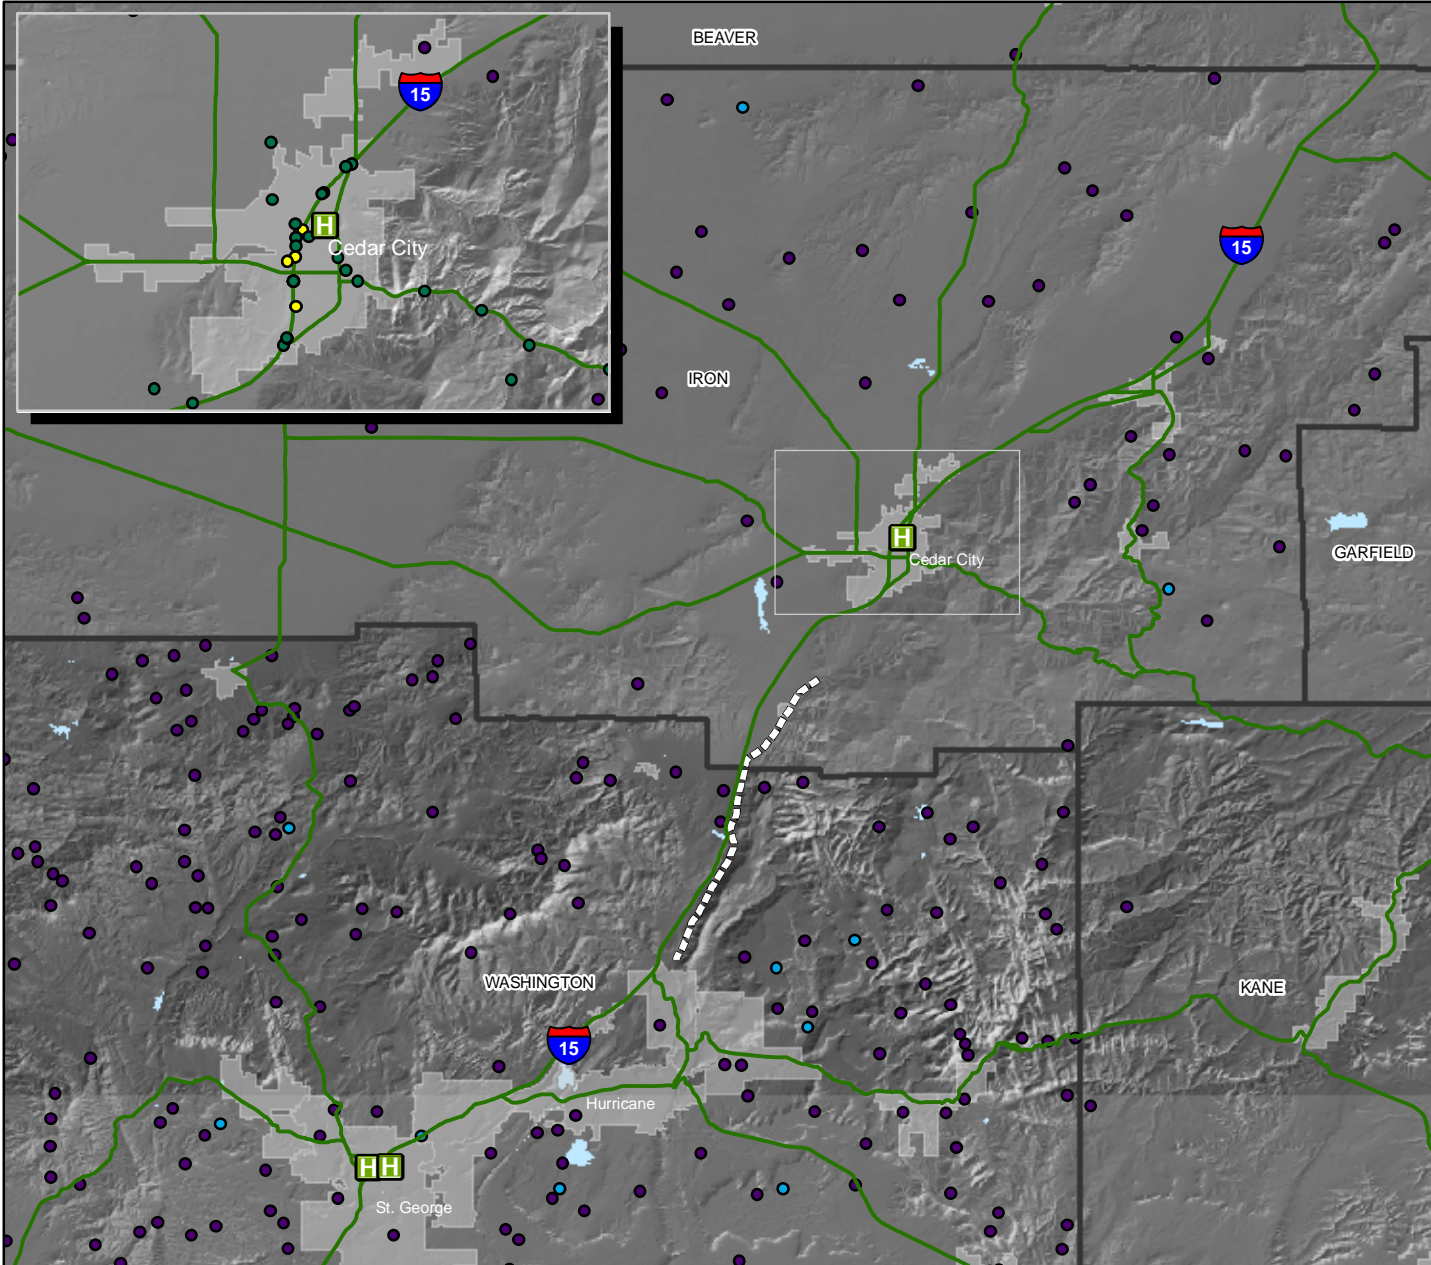 BEAVER
15
H
Cedar City
15
IRON
H
Cedar City
GARFIELD
WASHINGTON
KANE
15
Hurricane
H H
St. George